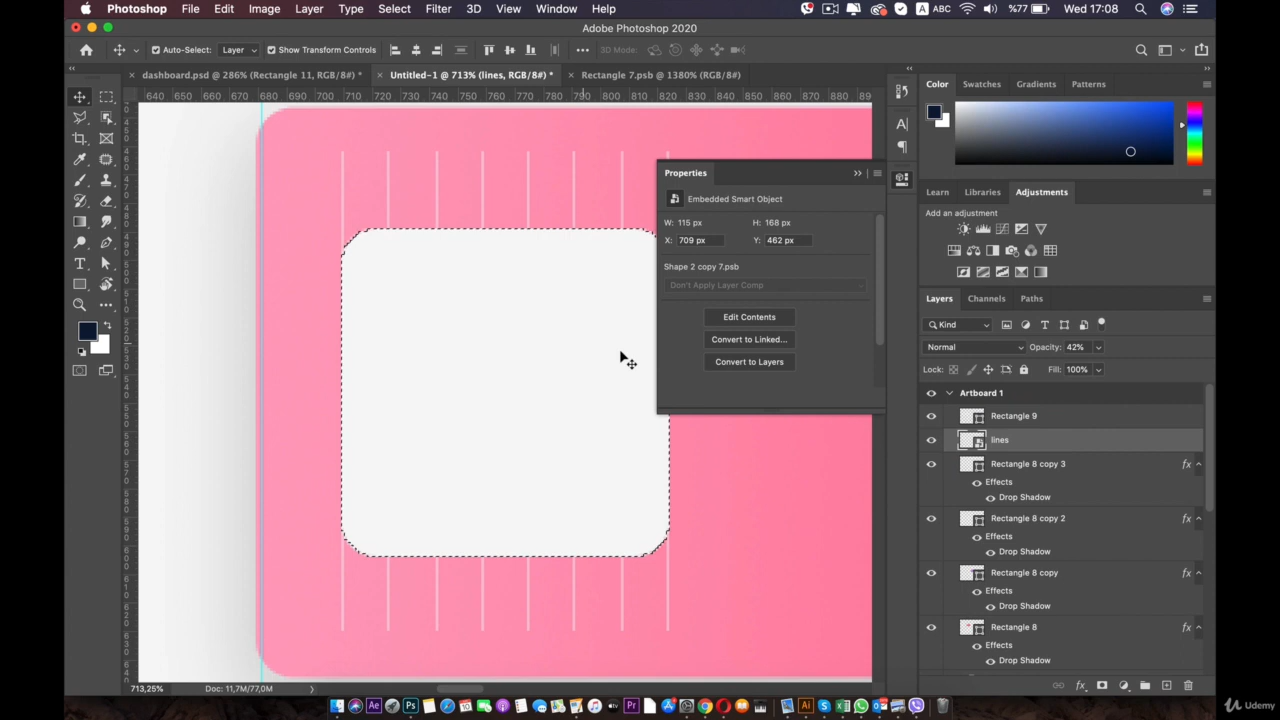 Photoshop File Edit Image Layer Type Select Filter 3D View Window Help ABC %77 Wed 17:08
Adobe Photoshop 2020
Auto-Select: Layer Show Transform Controls 3D Mode:
dashboard.psd @ 286% (Rectangle 11, RGB/8#) * Untitled-1 @ 713% (lines, RGB/8#) * Rectangle 7.psb @ 1380% (RGB/8#)
640 650 660 670 680 690 700 710 720 730 740 750 760 770 780 790 800 810 820 830 840 850 860 870 880 89
Color Swatches Gradients Patterns
Properties
Embedded Smart Object
W: 115 px H: 168 px
X: 709 px Y: 462 px
Shape 2 copy 7.psb
Don't Apply Layer Comp
Edit Contents
Convert to Linked...
Convert to Layers
Learn Libraries Adjustments
Add an adjustment
Layers Channels Paths
Kind
Normal Opacity: 42%
Lock: Fill: 100%
Artboard 1
Rectangle 9
lines
Rectangle 8 copy 3 fx
Effects
Drop Shadow
Rectangle 8 copy 2 fx
Effects
Drop Shadow
Rectangle 8 copy fx
Effects
Drop Shadow
Rectangle 8 fx
Effects
Drop Shadow
713,25% Doc: 11,7M/77,0M
fx
Udemy